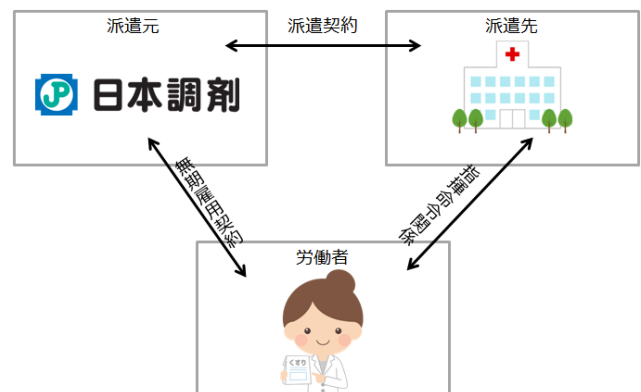 派遣元
派遣契約
派遣先
JP 日本調剤
無期雇用契約
指揮命令関係
労働者
くすり